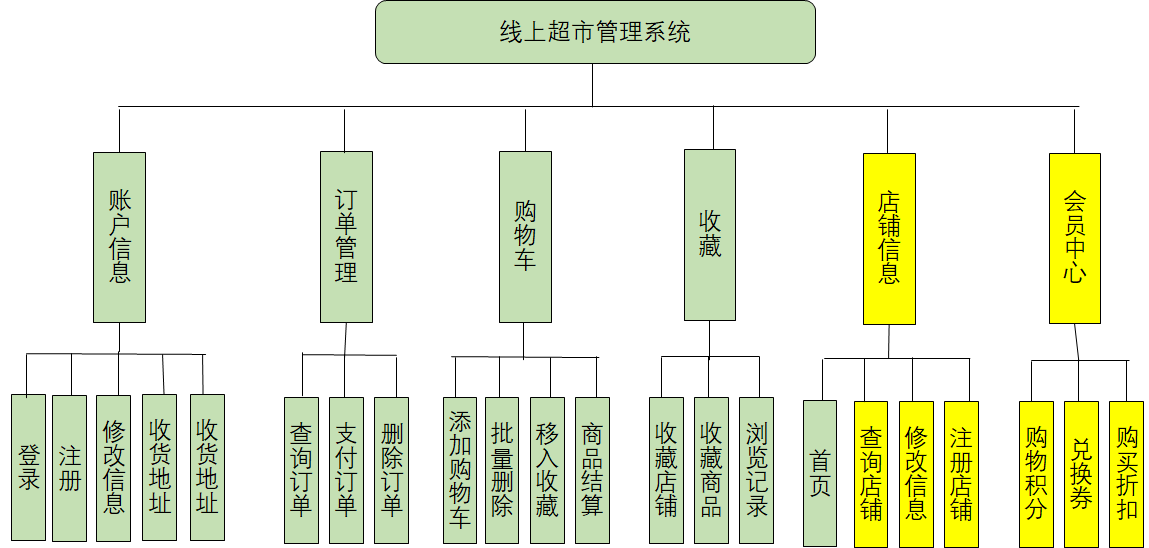 线上超市管理系统
账户信息
订单管理
购物车
收藏
店铺信息
会员中心
登录
注册
修改信息
收货地址
收货地址
查询订单
支付订单
删除订单
添加购物车
批量删除
移入收藏
商品结算
收藏店铺
收藏商品
浏览记录
首页
查询店铺
修改信息
注册店铺
购物积分
兑换券
购买折扣